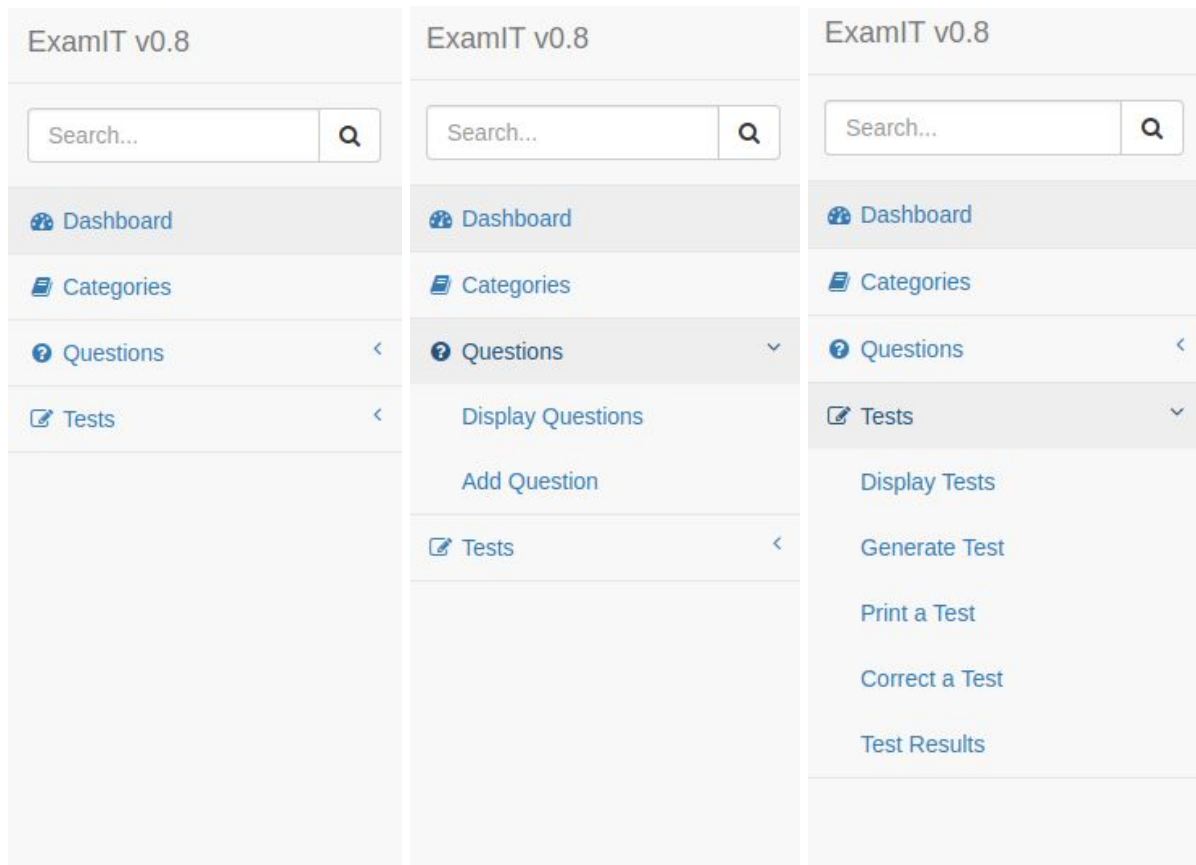 ExamIT v0.8
Search...
Dashboard
Categories
Questions
Tests
ExamIT v0.8
Search...
Dashboard
Categories
Questions
Display Questions
Add Question
Tests
ExamIT v0.8
Search...
Dashboard
Categories
Questions
Tests
Display Tests
Generate Test
Print a Test
Correct a Test
Test Results